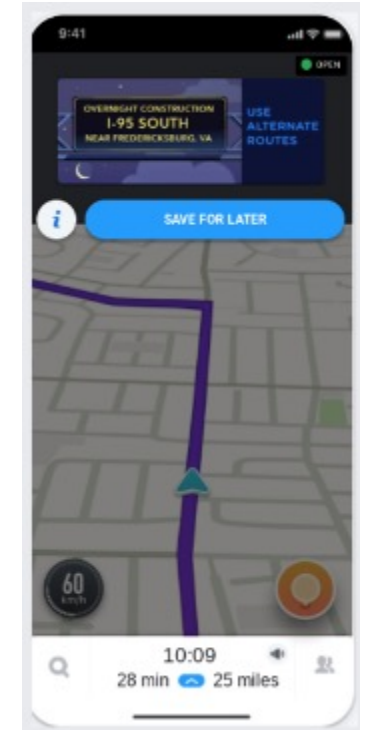 9:41
OPEN
OVERNIGHT CONSTRUCTION
I-95 SOUTH
NEAR FREDERICKSBURG, VA
USE
ALTERNATE
ROUTES
i
SAVE FOR LATER
60
km/h
10:09
28 min 25 miles